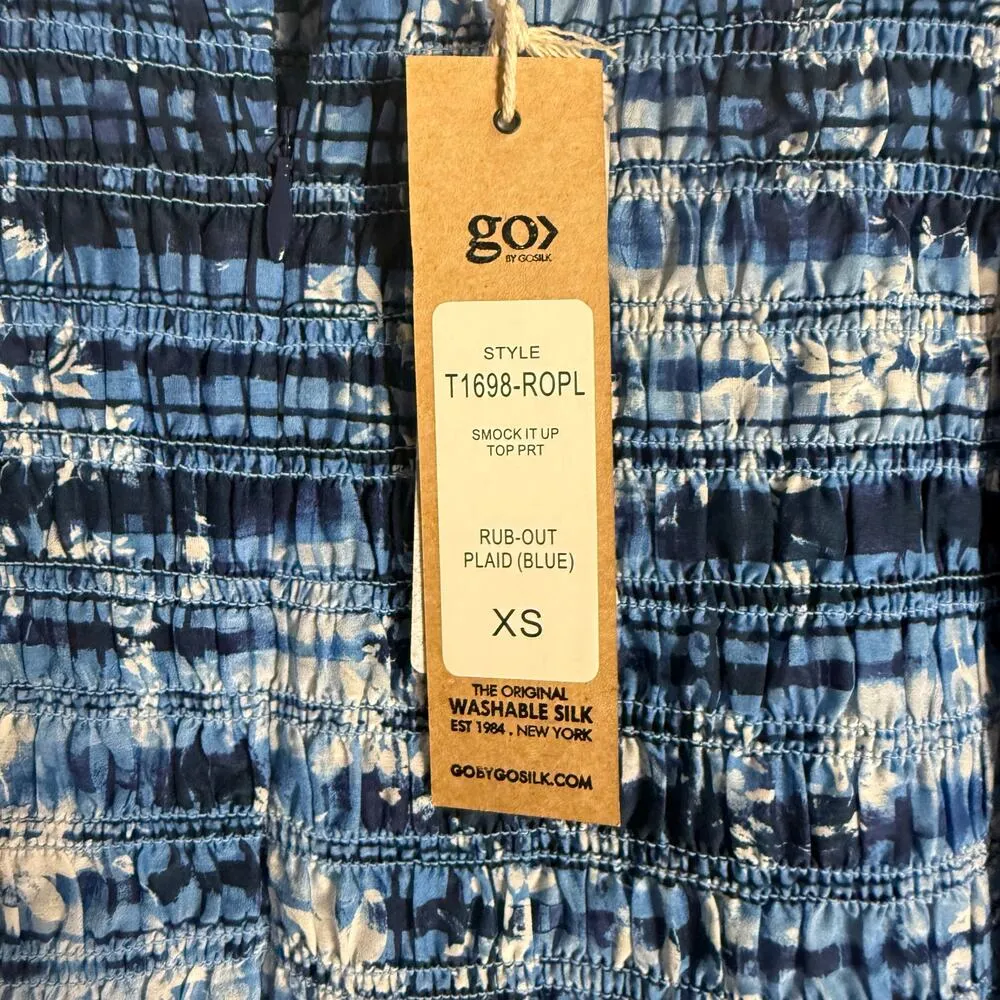 go>
BY GOSILK
STYLE
T1698-ROPL
SMOCK IT UP
TOP PRT
RUB-OUT
PLAID (BLUE)
XS
THE ORIGINAL
WASHABLE SILK
EST 1984 . NEW YORK
GOBYGOSILK.COM